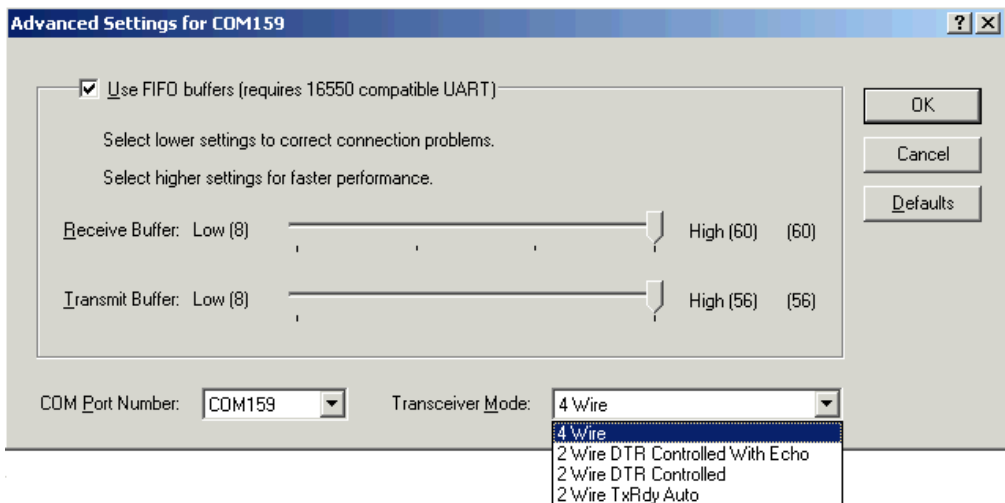 Advanced Settings for COM159
Use FIFO buffers (requires 16550 compatible UART)
OK
Select lower settings to correct connection problems.
Cancel
Select higher settings for faster performance.
Defaults
Receive Buffer: Low (8) High (60) (60)
Transmit Buffer: Low (8) High (56) (56)
COM Port Number: COM159 Transceiver Mode: 4 Wire
4 Wire
2 Wire DTR Controlled With Echo
2 Wire DTR Controlled
2 Wire TxRdy Auto